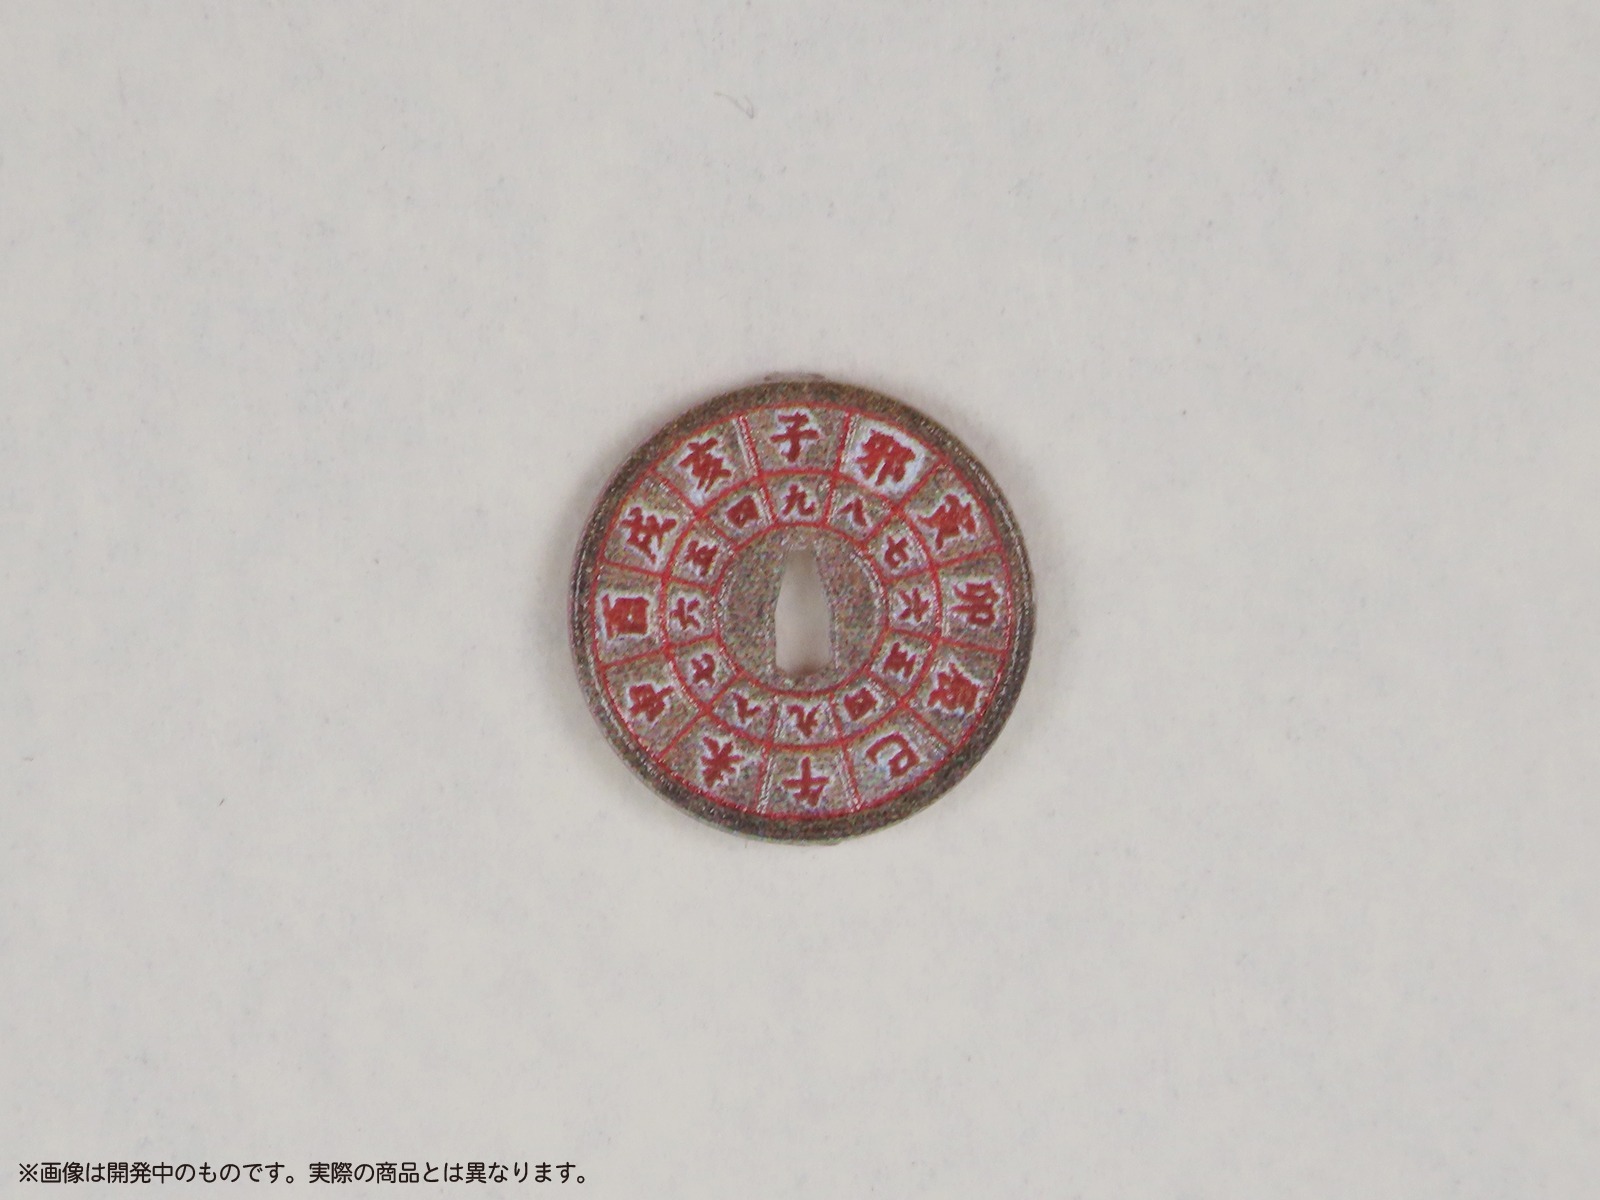 子邪寅卯辰巳午未申酉戌亥
九八七六五四九八七六五四
※画像は開発中のものです。実際の商品とは異なります。